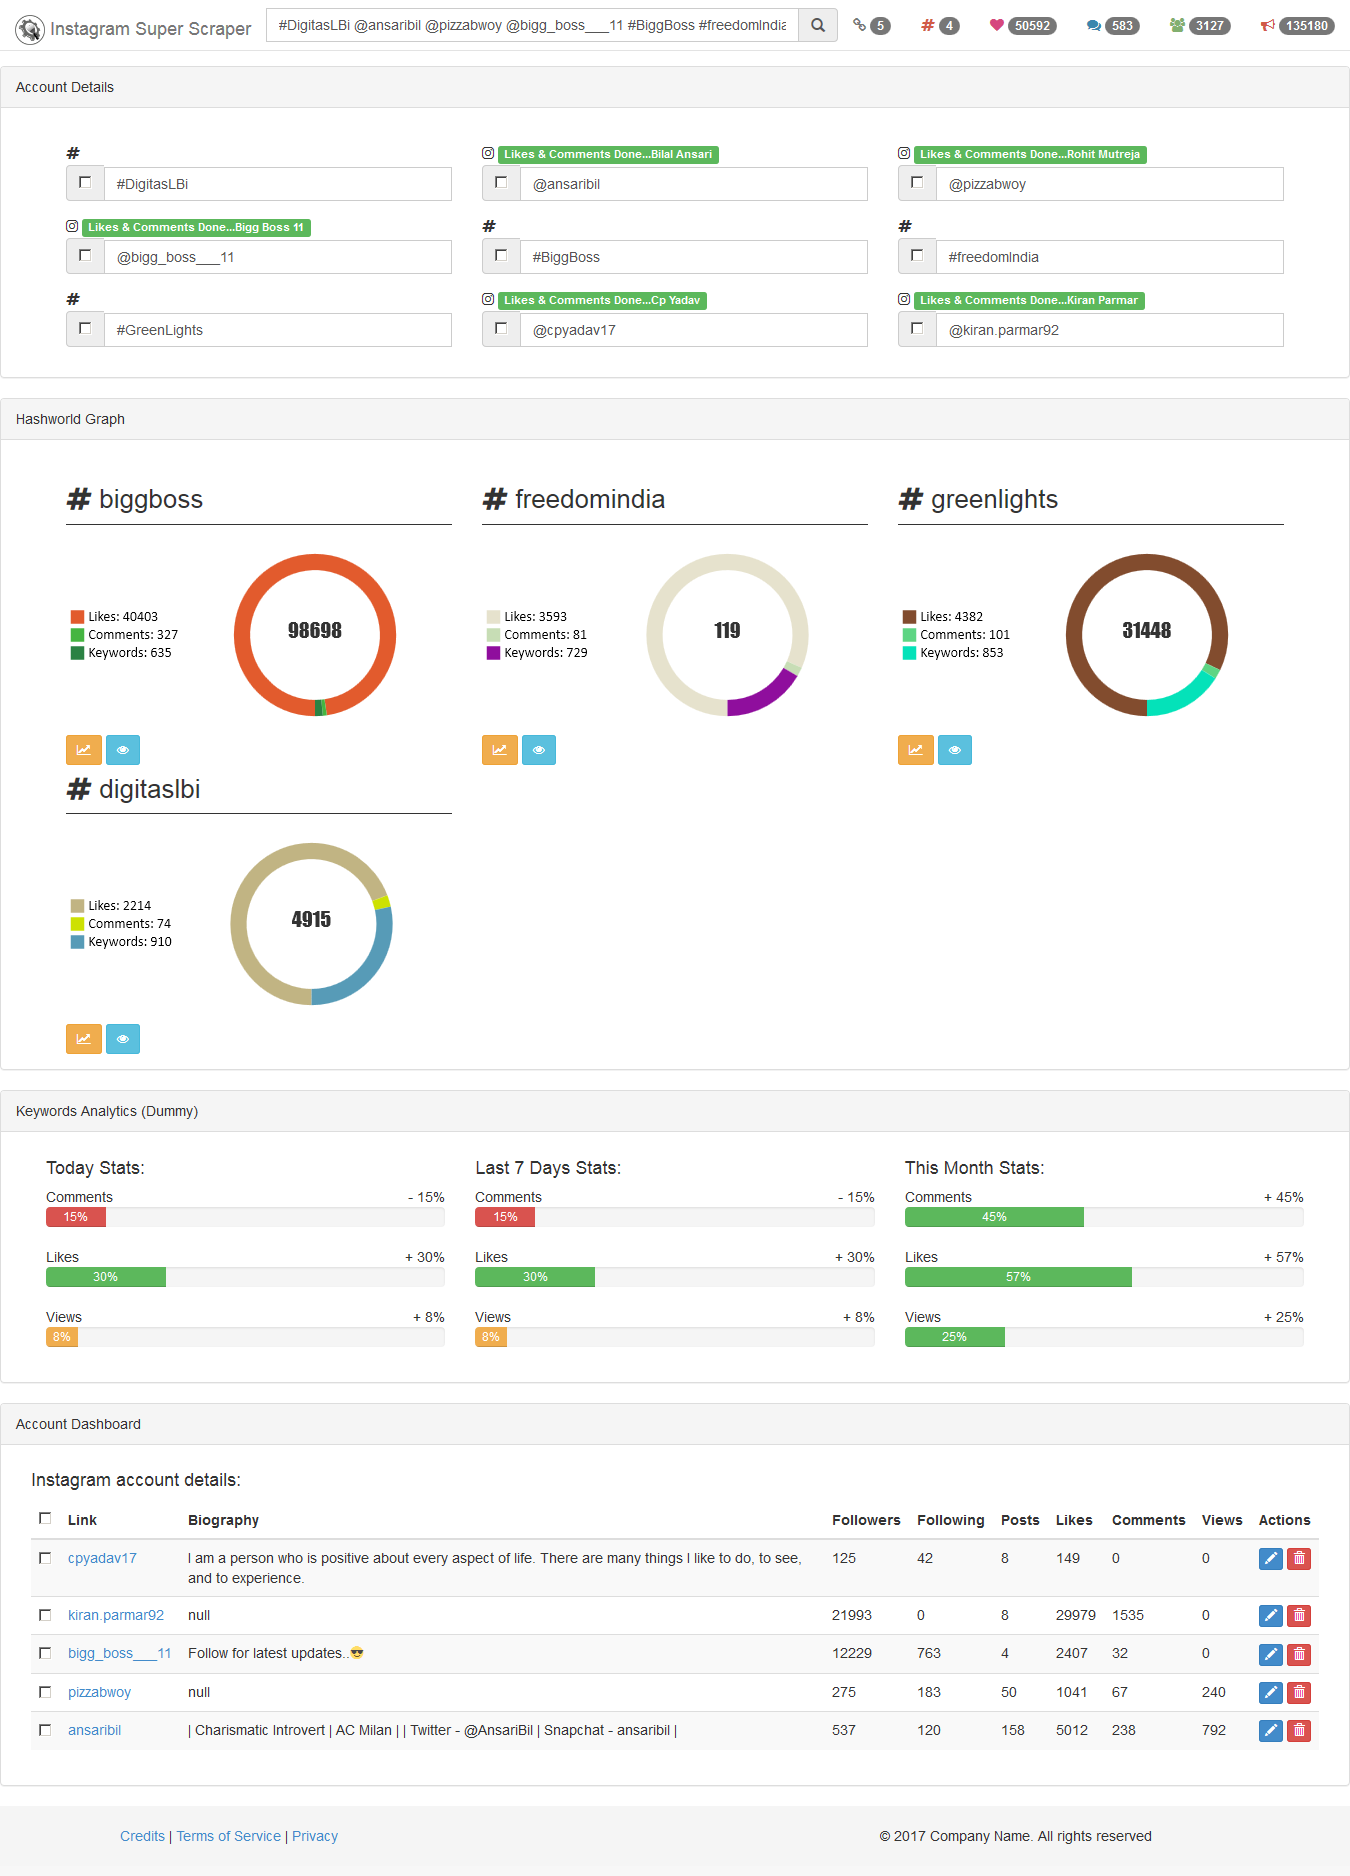 Instagram Super Scraper
#DigitasLBi @ansaribil @pizzabwoy @bigg_boss___11 #BiggBoss #freedomIndia
5
# 4
50592
583
3127
135180
Account Details
#
Likes & Comments Done...Bilal Ansari
Likes & Comments Done...Rohit Mutreja
#DigitasLBi
@ansaribil
@pizzabwoy
Likes & Comments Done...Bigg Boss 11
#
#
@bigg_boss___11
#BiggBoss
#freedomIndia
#
Likes & Comments Done...Cp Yadav
Likes & Comments Done...Kiran Parmar
#GreenLights
@cpyadav17
@kiran.parmar92
Hashworld Graph
# biggboss
# freedomindia
# greenlights
Likes: 40403
Comments: 327
Keywords: 635
98698
Likes: 3593
Comments: 81
Keywords: 729
119
Likes: 4382
Comments: 101
Keywords: 853
31448
# digitaslbi
Likes: 2214
Comments: 74
Keywords: 910
4915
Keywords Analytics (Dummy)
Today Stats:
Comments - 15%
15%
Likes + 30%
30%
Views + 8%
8%
Last 7 Days Stats:
Comments - 15%
15%
Likes + 30%
30%
Views + 8%
8%
This Month Stats:
Comments + 45%
45%
Likes + 57%
57%
Views + 25%
25%
Account Dashboard
Instagram account details:
Link Biography Followers Following Posts Likes Comments Views Actions
cpyadav17 I am a person who is positive about every aspect of life. There are many things I like to do, to see, 125 42 8 149 0 0
and to experience.
kiran.parmar92 null 21993 0 8 29979 1535 0
bigg_boss___11 Follow for latest updates..😎 12229 763 4 2407 32 0
pizzabwoy null 275 183 50 1041 67 240
ansaribil | Charismatic Introvert | AC Milan | | Twitter - @AnsariBil | Snapchat - ansaribil | 537 120 158 5012 238 792
Credits | Terms of Service | Privacy
© 2017 Company Name. All rights reserved